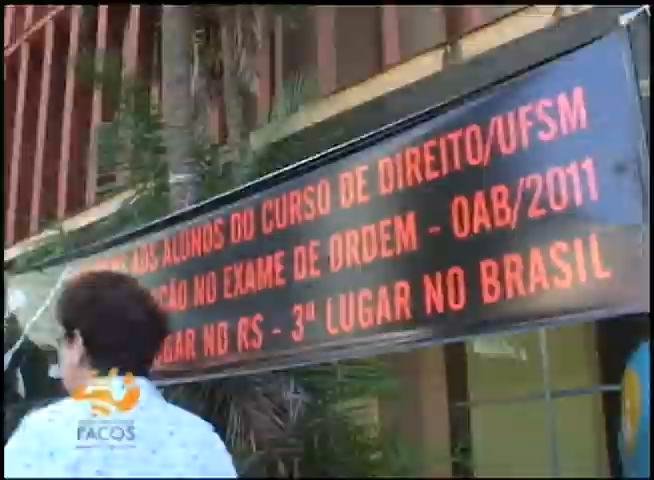 AOS ALUNOS DO CURSO DE DIREITO/UFSM
NO EXAME DE ORDEM - OAB/2011
NO RS - 3º LUGAR NO BRASIL
FACOS